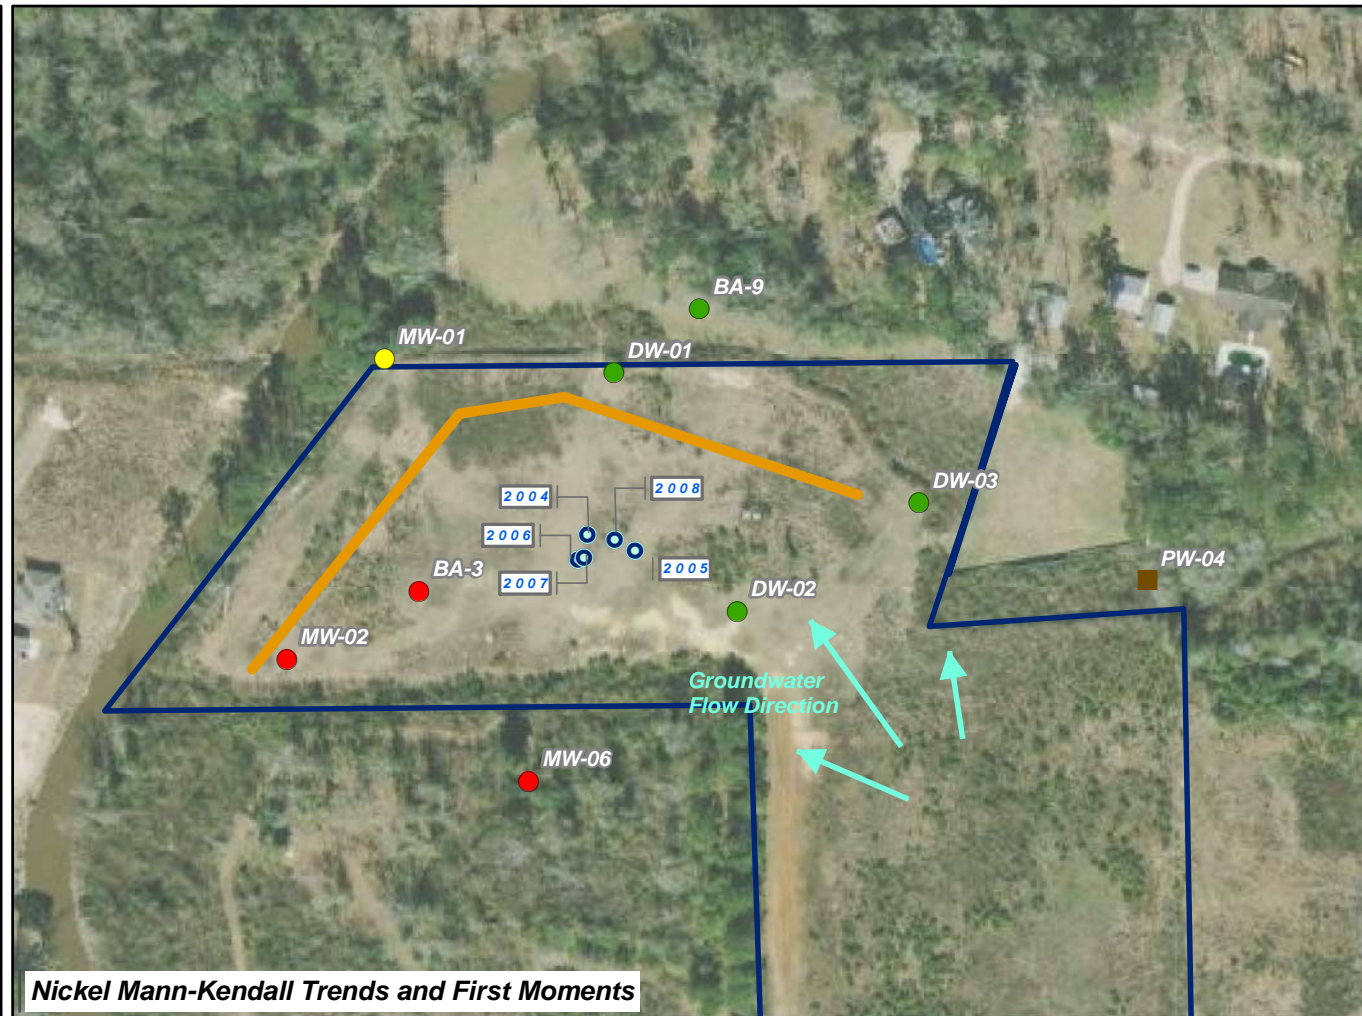 BA-9
MW-01
DW-01
DW-03
2008
2004
2006
PW-04
2005
BA-3
2007
DW-02
MW-02
Groundwater
Flow Direction
MW-06
Nickel Mann-Kendall Trends and First Moments